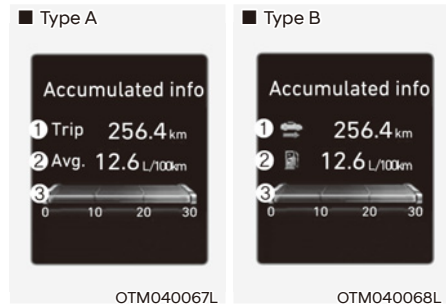 ■ Type A
Accumulated info
① Trip 256.4 km
② Avg. 12.6 L/100km
③
0 10 20 30
OTM040067L
■ Type B
Accumulated info
① 256.4 km
② 12.6 L/100km
③
0 10 20 30
OTM040068L